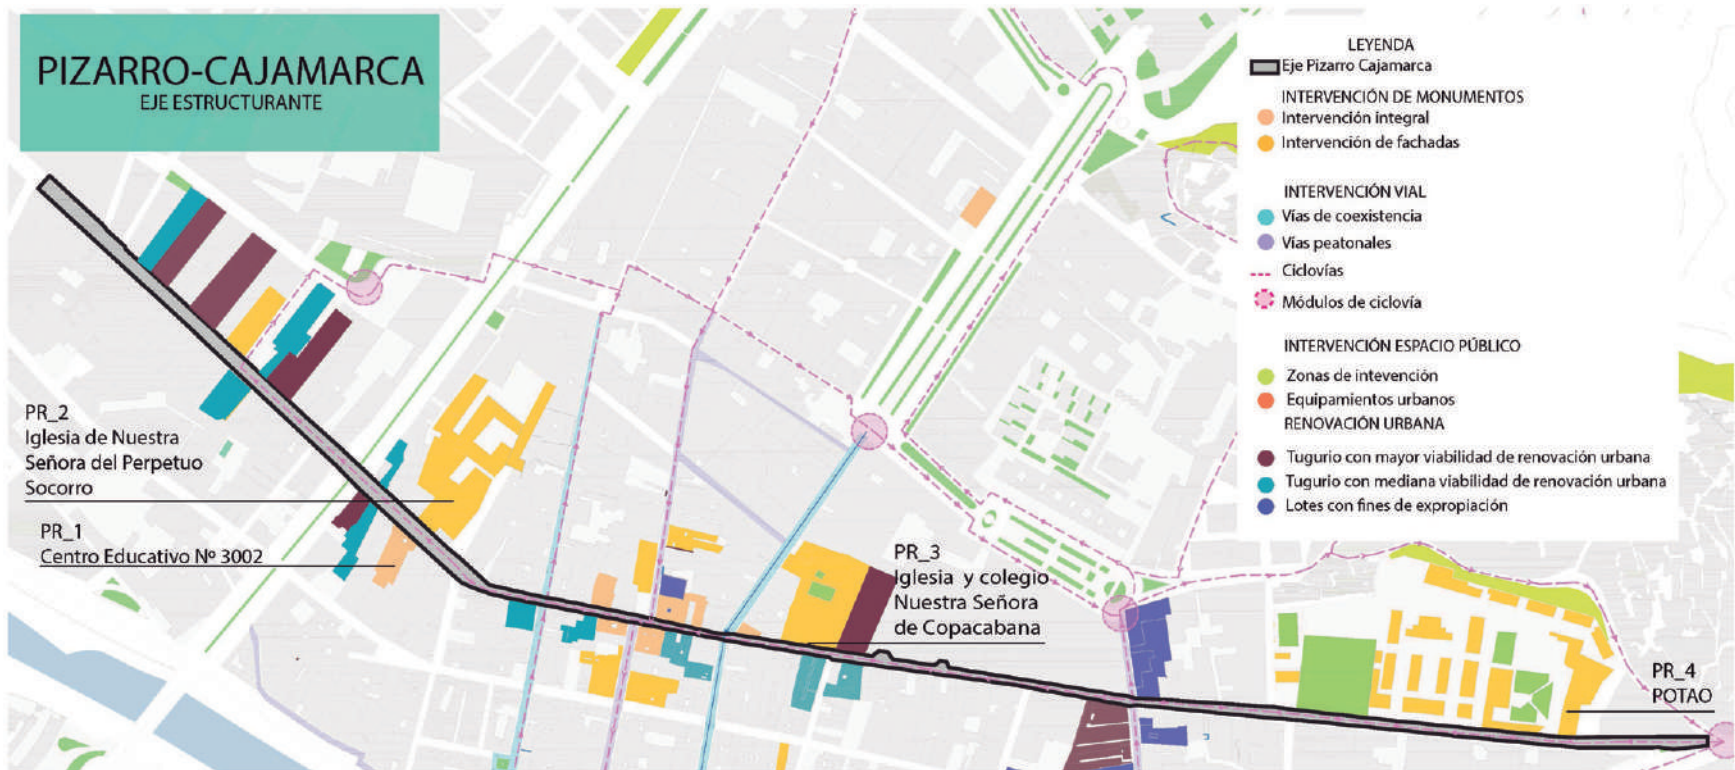 PIZARRO-CAJAMARCA
EJE ESTRUCTURANTE
PR_2
Iglesia de Nuestra
Señora del Perpetuo
Socorro
PR_1
Centro Educativo Nº 3002
PR_3
Iglesia y colegio
Nuestra Señora
de Copacabana
PR_4
POTAO
LEYENDA
Eje Pizarro Cajamarca
INTERVENCIÓN DE MONUMENTOS
Intervención integral
Intervención de fachadas
INTERVENCIÓN VIAL
Vías de coexistencia
Vías peatonales
Ciclovías
Módulos de ciclovía
INTERVENCIÓN ESPACIO PÚBLICO
Zonas de intevención
Equipamientos urbanos
RENOVACIÓN URBANA
Tugurio con mayor viabilidad de renovación urbana
Tugurio con mediana viabilidad de renovación urbana
Lotes con fines de expropiación